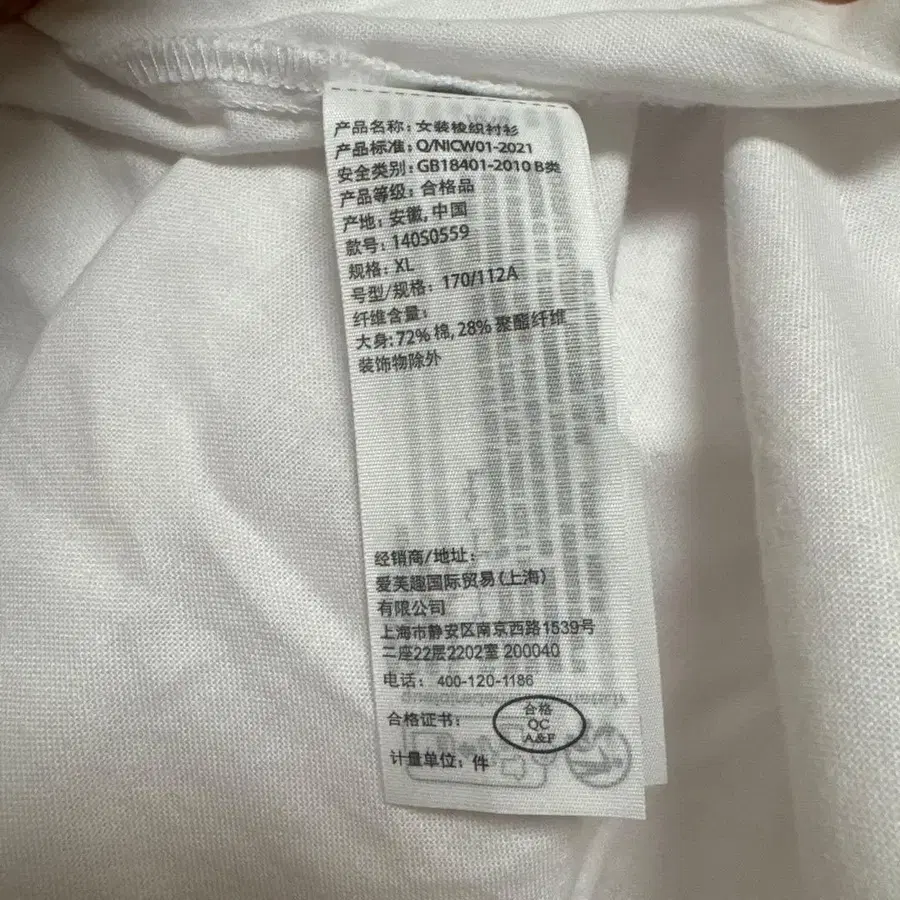 产品名称: 女装梭织衬衫
产品标准: Q/NICW01-2021
安全类别: GB18401-2010 B类
产品等级: 合格品
产地: 安徽, 中国
款号: 140S0559
规格: XL
号型/规格: 170/112A
纤维含量:
大身: 72% 棉, 28% 聚酯纤维
装饰物除外
经销商/地址:
爱芙趣国际贸易(上海)
有限公司
上海市静安区南京西路1539号
二座22层2202室 200040
电话: 400-120-1186
合格证书:
合格
QC
A&F
计量单位: 件